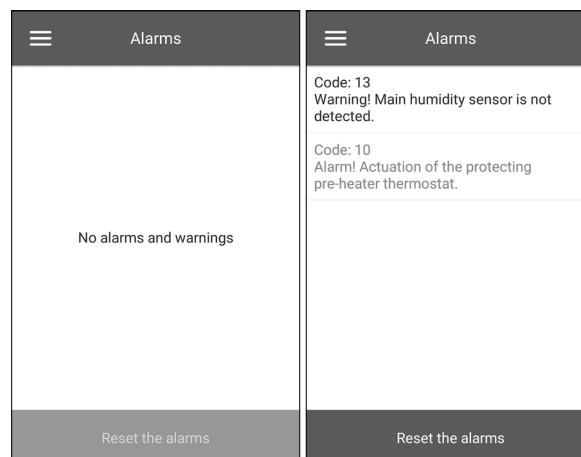 Alarms
No alarms and warnings
Reset the alarms
Alarms
Code: 13
Warning! Main humidity sensor is not
detected.
Code: 10
Alarm! Actuation of the protecting
pre-heater thermostat.
Reset the alarms